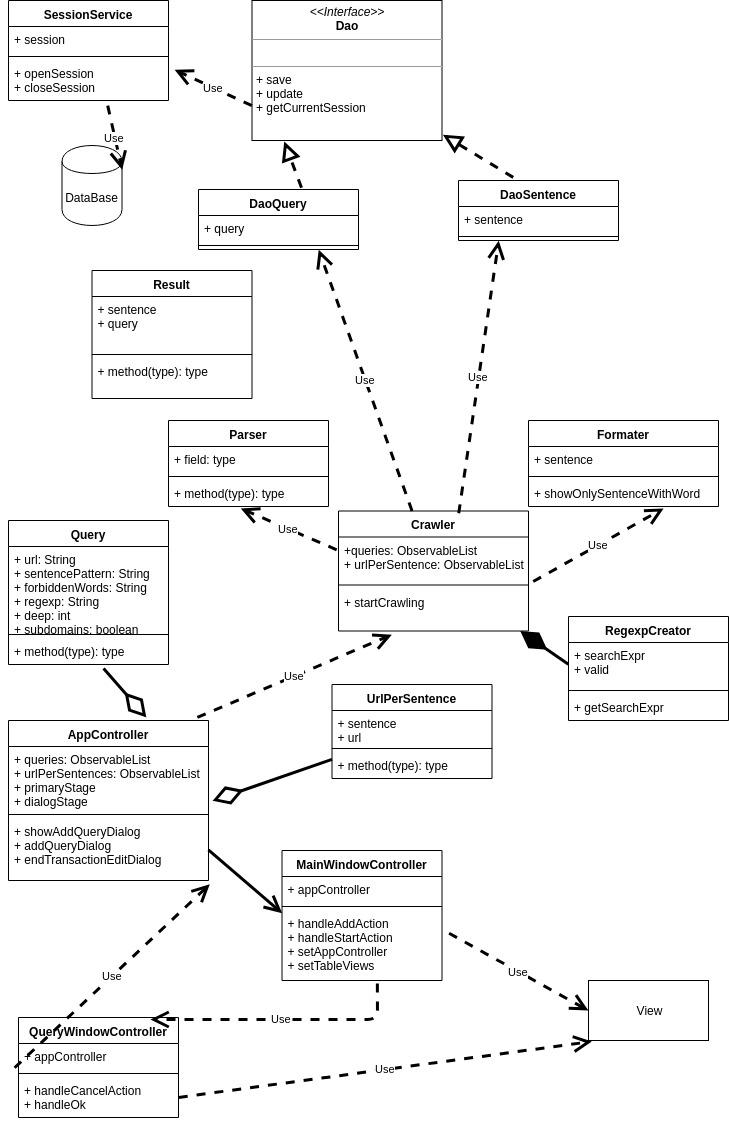 SessionService
+ session
+ openSession
+ closeSession
<<Interface>>
Dao
+ save
+ update
+ getCurrentSession
Use
Use
DataBase
DaoQuery
+ query
DaoSentence
+ sentence
Result
+ sentence
+ query
+ method(type): type
Use
Use
Parser
+ field: type
+ method(type): type
Formater
+ sentence
+ showOnlySentenceWithWord
Use
Use
Crawler
+queries: ObservableList
+ urlPerSentence: ObservableList
+ startCrawling
Query
+ url: String
+ sentencePattern: String
+ forbiddenWords: String
+ regexp: String
+ deep: int
+ subdomains: boolean
+ method(type): type
RegexpCreator
+ searchExpr
+ valid
+ getSearchExpr
Use
UrlPerSentence
+ sentence
+ url
+ method(type): type
AppController
+ queries: ObservableList
+ urlPerSentences: ObservableList
+ primaryStage
+ dialogStage
+ showAddQueryDialog
+ addQueryDialog
+ endTransactionEditDialog
MainWindowController
+ appController
+ handleAddAction
+ handleStartAction
+ setAppController
+ setTableViews
Use
Use
View
Use
QueryWindowController
+ appController
+ handleCancelAction
+ handleOk
Use